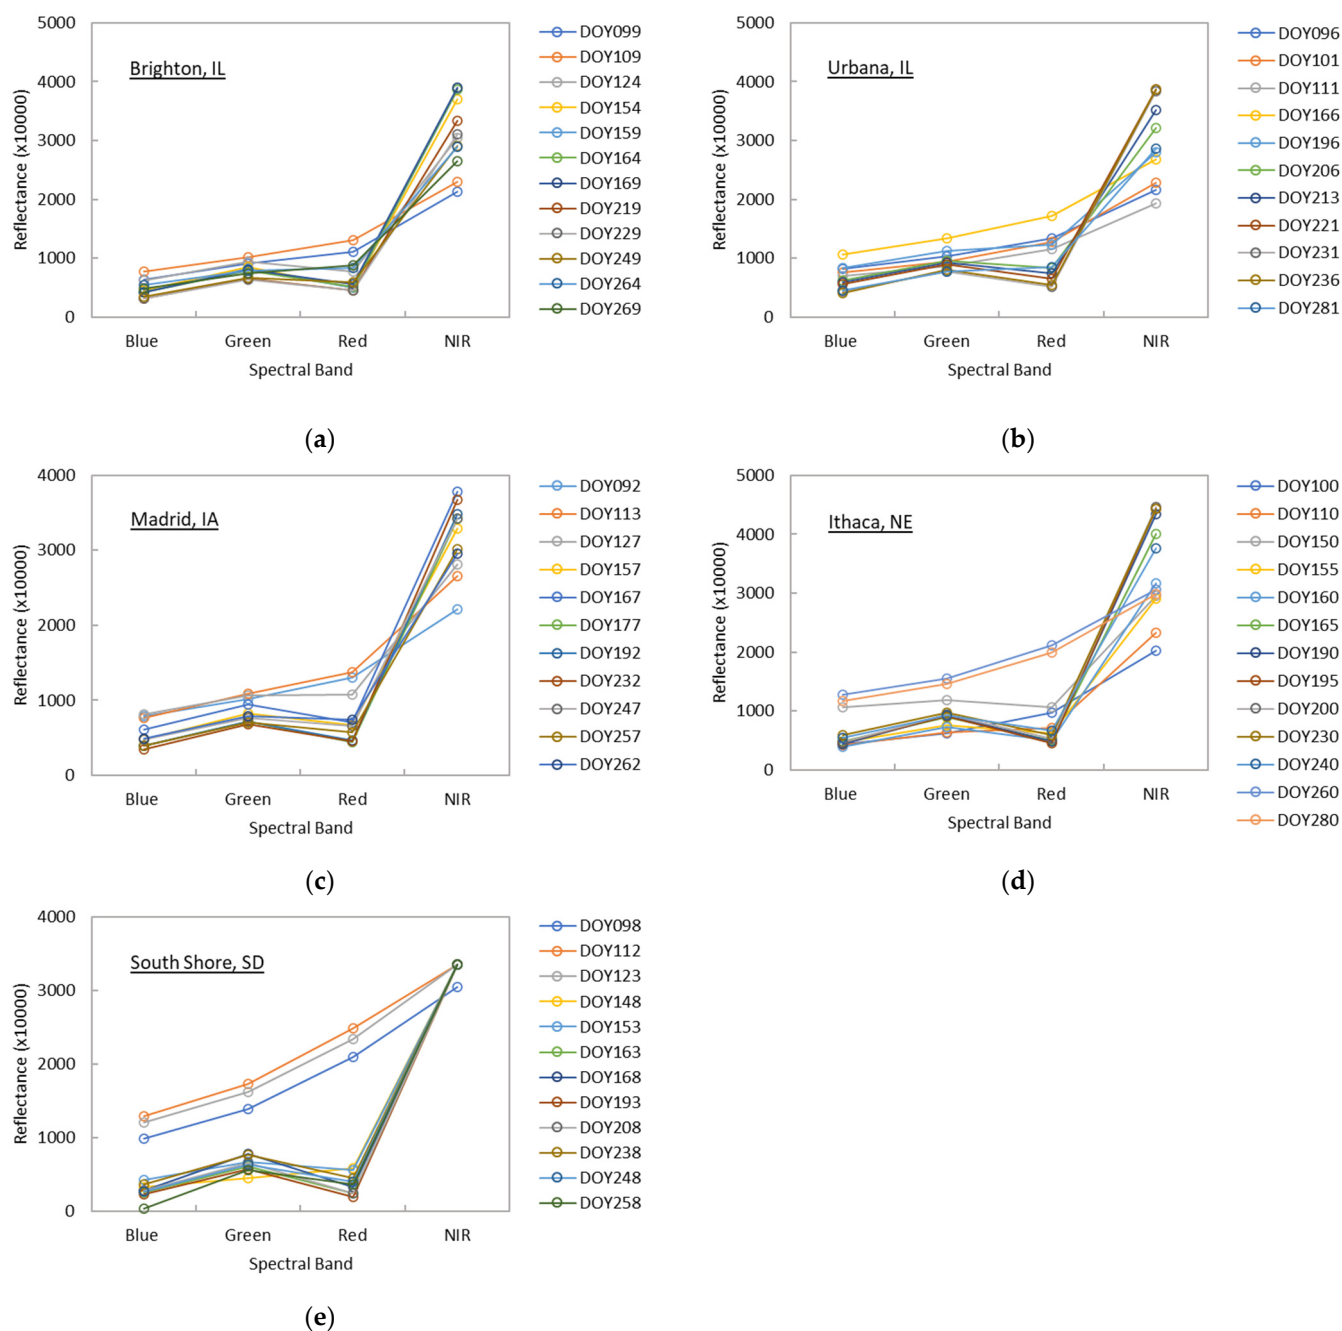 5000
4000
3000
2000
1000
0
Reflectance (x10000)
Brighton, IL
Blue Green Red NIR
Spectral Band
DOY099
DOY109
DOY124
DOY154
DOY159
DOY164
DOY169
DOY219
DOY229
DOY249
DOY264
DOY269
(a)
5000
4000
3000
2000
1000
0
Reflectance (x10000)
Urbana, IL
Blue Green Red NIR
Spectral Band
DOY096
DOY101
DOY111
DOY166
DOY196
DOY206
DOY213
DOY221
DOY231
DOY236
DOY281
(b)
4000
3000
2000
1000
0
Reflectance (x10000)
Madrid, IA
Blue Green Red NIR
Spectral Band
DOY092
DOY113
DOY127
DOY157
DOY167
DOY177
DOY192
DOY232
DOY247
DOY257
DOY262
(c)
5000
4000
3000
2000
1000
0
Reflectance (x10000)
Ithaca, NE
Blue Green Red NIR
Spectral Band
DOY100
DOY110
DOY150
DOY155
DOY160
DOY165
DOY190
DOY195
DOY200
DOY230
DOY240
DOY260
DOY280
(d)
4000
3000
2000
1000
0
Reflectance (x10000)
South Shore, SD
Blue Green Red NIR
Spectral Band
DOY098
DOY112
DOY123
DOY148
DOY153
DOY163
DOY168
DOY193
DOY208
DOY238
DOY248
DOY258
(e)